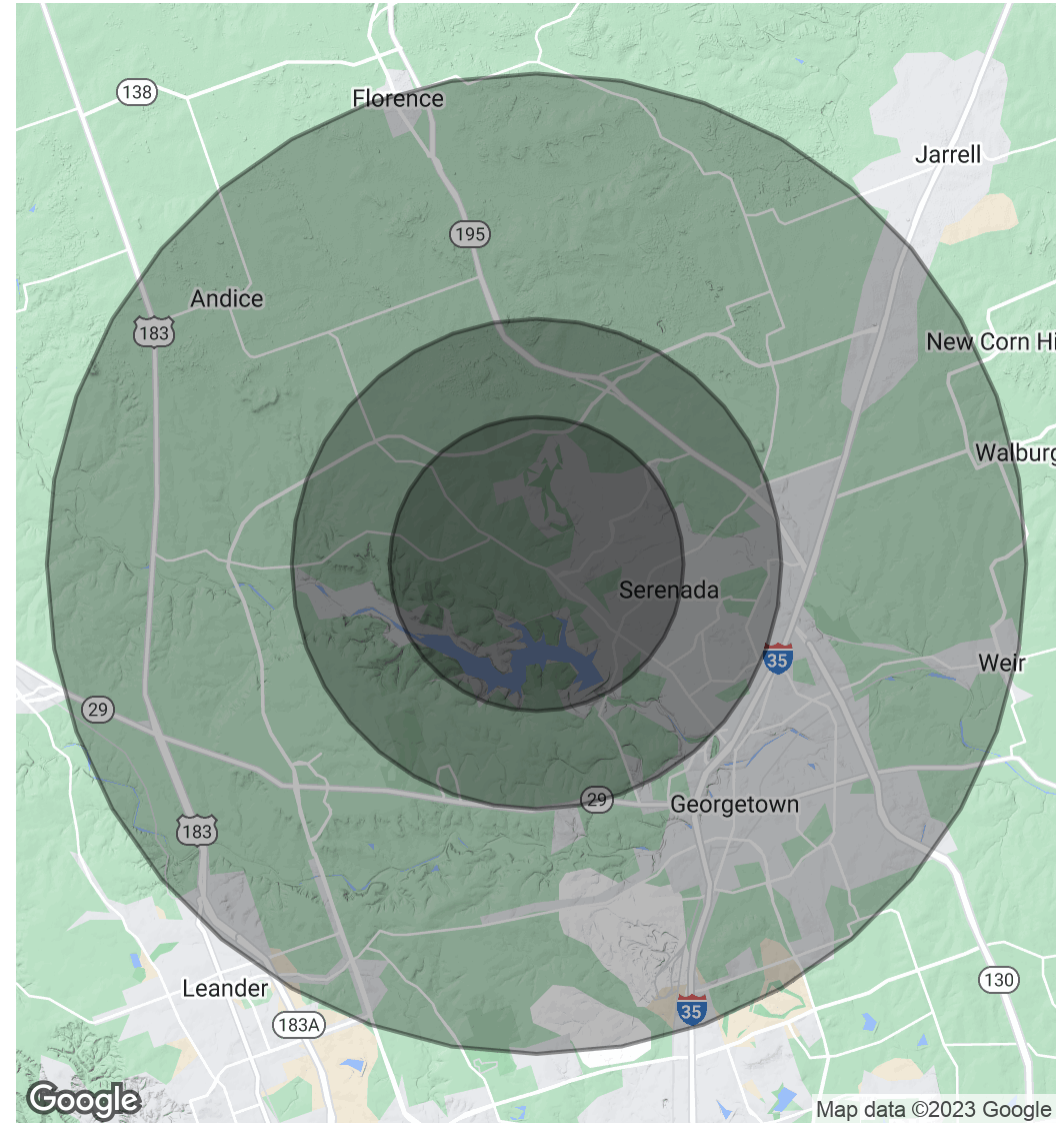 138
Florence
Jarrell
195
Andice
183
New Corn Hi
Walburg
Serenada
35
Weir
29
29
Georgetown
183
Leander
130
35
183A
Google
Map data ©2023 Google